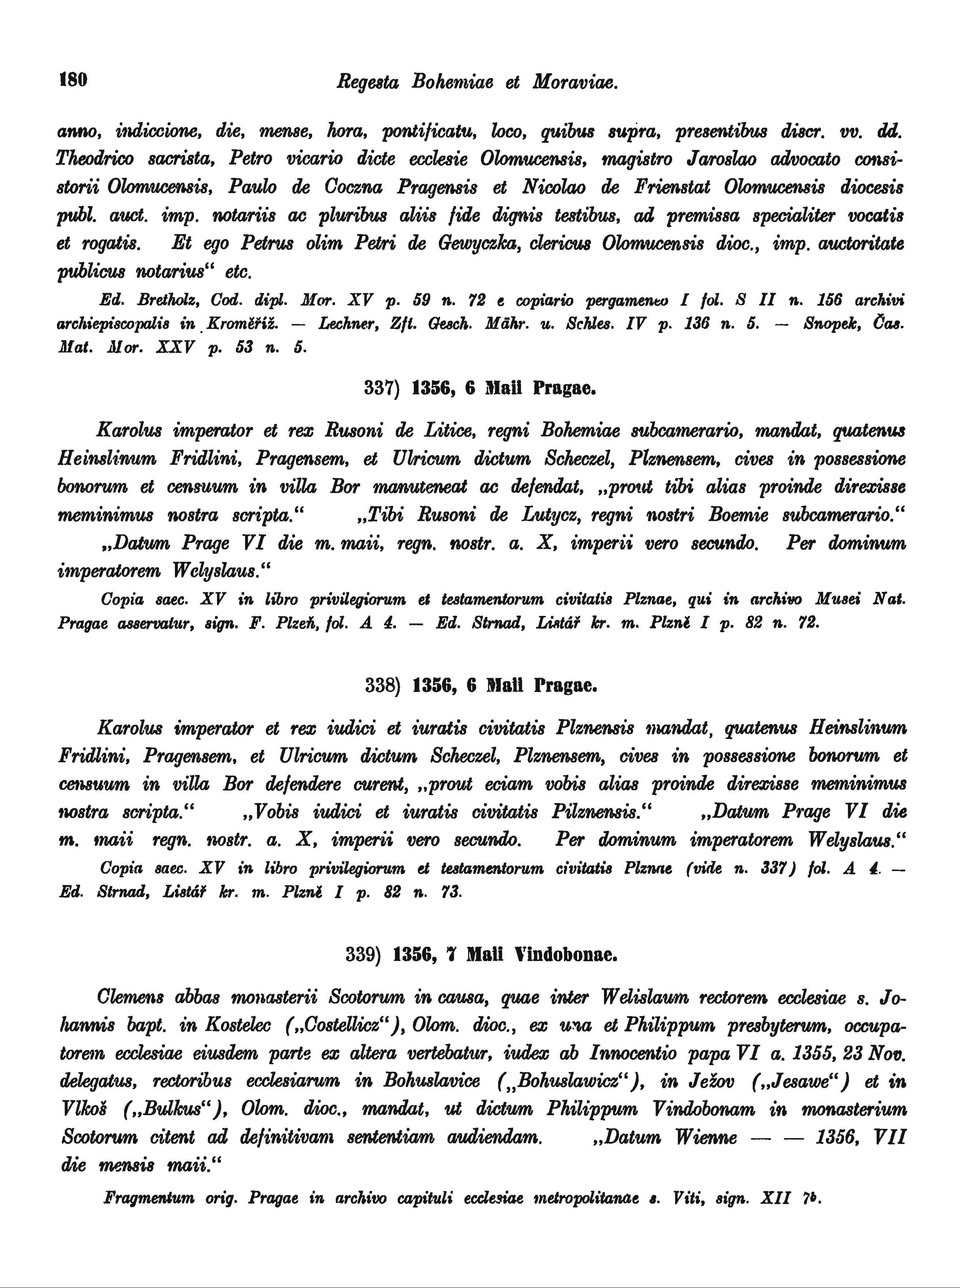 180
Regesta Bohemiae et Moraviae.
anno, indiccione, die, mense, hora, pontificatu, loco, quibus supra, presentibus discr. vv. dd.
Theodrico sacrista, Petro vicario dicte ecclesie Olomucensis, magistro Jaroslao advocato consi-
storii Olomucensis, Paulo de Coczna Pragensis et Nicolao de Frienstat Olomucensis diocesis
publ. auct. imp. notariis ac pluribus aliis fide dignis testibus, ad premissa specialiter vocatis
et rogatis. Et ego Petrus olim Petri de Gewyczka, clericus Olomucensis dioc., imp. auctoritate
publicus notarius“ etc.
Ed. Bretholz, Cod. dipl. Mor. XV p. 59 n. 72 e copiario pergameneo I fol. S II n. 156 archivi
archiepiscopalis in Kroměříž. — Lechner, Zft. Gesch. Mähr. u. Schles. IV p. 136 n. 5. — Snopek, Čas.
Mat. Mor. XXV p. 53 n. 5.
337) 1356, 6 Maii Pragae.
Karolus imperator et rex Rusoni de Litice, regni Bohemiae subcamerario, mandat, quatenus
Heinslinum Fridlini, Pragensem, et Ulricum dictum Scheczel, Plznensem, cives in possessione
bonorum et censuum in villa Bor manuteneat ac defendat, „prout tibi alias proinde direxisse
meminimus nostra scripta.“ „Tibi Rusoni de Lutycz, regni nostri Boemie subcamerario.“
„Datum Prage VI die m. maii, regn. nostr. a. X, imperii vero secundo. Per dominum
imperatorem Welyslaus.“
Copia saec. XV in libro privilegiorum et testamentorum civitatis Plznae, qui in archivo Musei Nat.
Pragae asservatur, sign. F. Plzeň, fol. A 4. — Ed. Strnad, Listář kr. m. Plzně I p. 82 n. 72.
338) 1356, 6 Maii Pragae.
Karolus imperator et rex iudici et iuratis civitatis Plznensis mandat, quatenus Heinslinum
Fridlini, Pragensem, et Ulricum dictum Scheczel, Plznensem, cives in possessione bonorum et
censuum in villa Bor defendere curent, „prout eciam vobis alias proinde direxisse meminimus
nostra scripta.“ „Vobis iudici et iuratis civitatis Pilznensis.“ „Datum Prage VI die
m. maii regn. nostr. a. X, imperii vero secundo. Per dominum imperatorem Welyslaus.“
Copia saec. XV in libro privilegiorum et testamentorum civitatis Plznae (vide n. 337) fol. A 4. —
Ed. Strnad, Listář kr. m. Plzně I p. 82 n. 73.
339) 1356, 7 Maii Vindobonae.
Clemens abbas monasterii Scotorum in causa, quae inter Welislaum rectorem ecclesiae s. Jo-
hannis bapt. in Kostelec („Costellicz“), Olom. dioc., ex una et Philippum presbyterum, occupa-
torem ecclesiae eiusdem parte ex altera vertebatur, iudex ab Innocentio papa VI a. 1355, 23 Nov.
delegatus, rectoribus ecclesiarum in Bohuslavice („Bohuslawicz“), in Ježov („Jesawe“) et in
Vlkoš („Bulkus“), Olom. dioc., mandat, ut dictum Philippum Vindobonam in monasterium
Scotorum citent ad definitivam sententiam audiendam. „Datum Wienne — — 1356, VII
die mensis maii.“
Fragmentum orig. Pragae in archivo capituli ecclesiae metropolitanae s. Viti, sign. XII 7b.